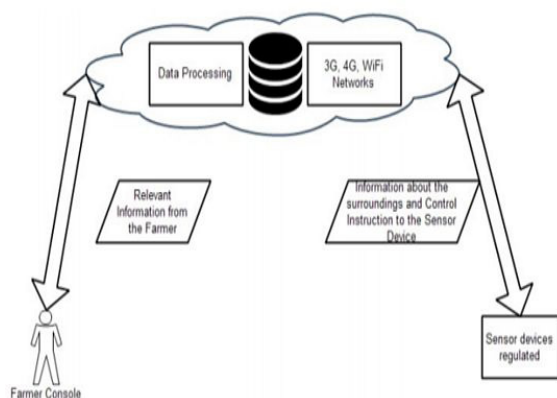 Data Processing
3G, 4G, WiFi
Networks
Relevant
Information from
the Farmer
Information about the
surroundings and Control
Instruction to the Sensor
Device
Farmer Console
Sensor devices
regulated